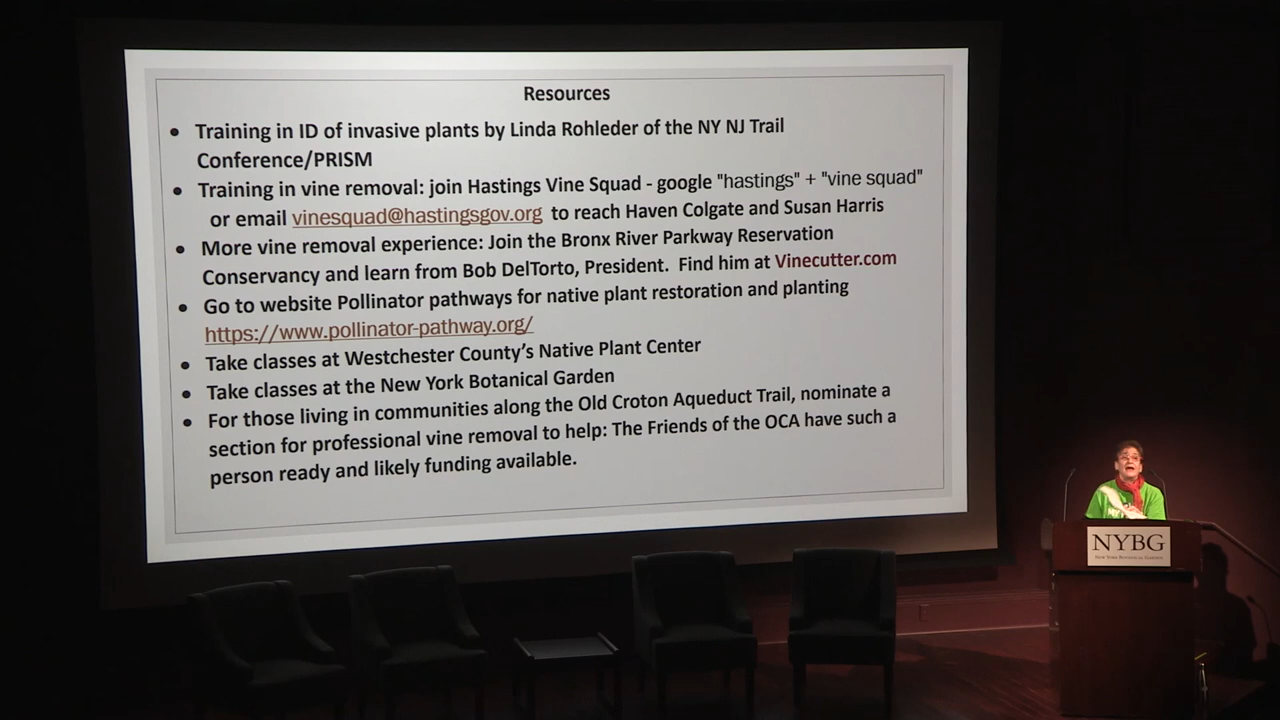 Resources
• Training in ID of invasive plants by Linda Rohleder of the NY NJ Trail
Conference/PRISM
• Training in vine removal: join Hastings Vine Squad - google "hastings" + "vine squad"
or email vinesquad@hastingsgov.org to reach Haven Colgate and Susan Harris
• More vine removal experience: Join the Bronx River Parkway Reservation
Conservancy and learn from Bob DelTorto, President. Find him at Vinecutter.com
• Go to website Pollinator pathways for native plant restoration and planting
https://www.pollinator-pathway.org/
• Take classes at Westchester County's Native Plant Center
• Take classes at the New York Botanical Garden
• For those living in communities along the Old Croton Aqueduct Trail, nominate a
section for professional vine removal to help: The Friends of the OCA have such a
person ready and likely funding available.
NYBG
New York Botanical Garden